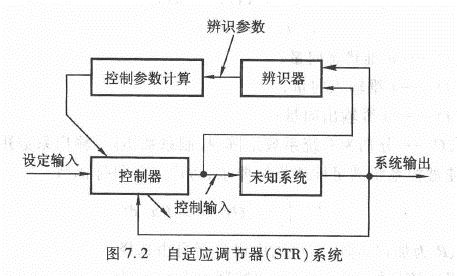 辨识参数
控制参数计算
辨识器
设定输入
控制器
未知系统
系统输出
控制输入
图7.2 自适应调节器(STR)系统